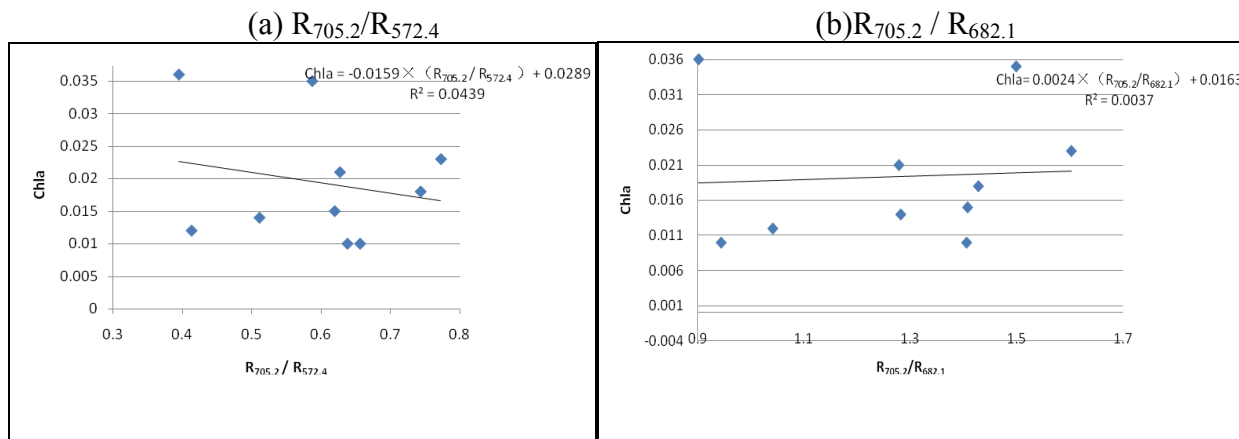 (a) R705.2/R572.4
Chla = -0.0159×（R705.2/ R572.4 ）+ 0.0289
R² = 0.0439
0.035
0.03
0.025
0.02
0.015
0.01
0.005
0
Chla
0.3 0.4 0.5 0.6 0.7 0.8
R705.2 / R572.4
(b)R705.2 / R682.1
Chla= 0.0024×（R705.2/R682.1）+ 0.0163
R² = 0.0037
0.036
0.031
0.026
0.021
0.016
0.011
0.006
0.001
-0.004
Chla
0.9 1.1 1.3 1.5 1.7
R705.2/R682.1